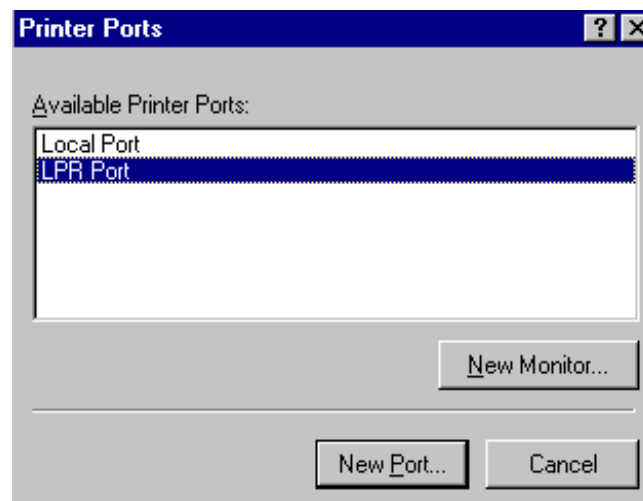 Printer Ports
Available Printer Ports:
Local Port
LPR Port
New Monitor...
New Port...
Cancel